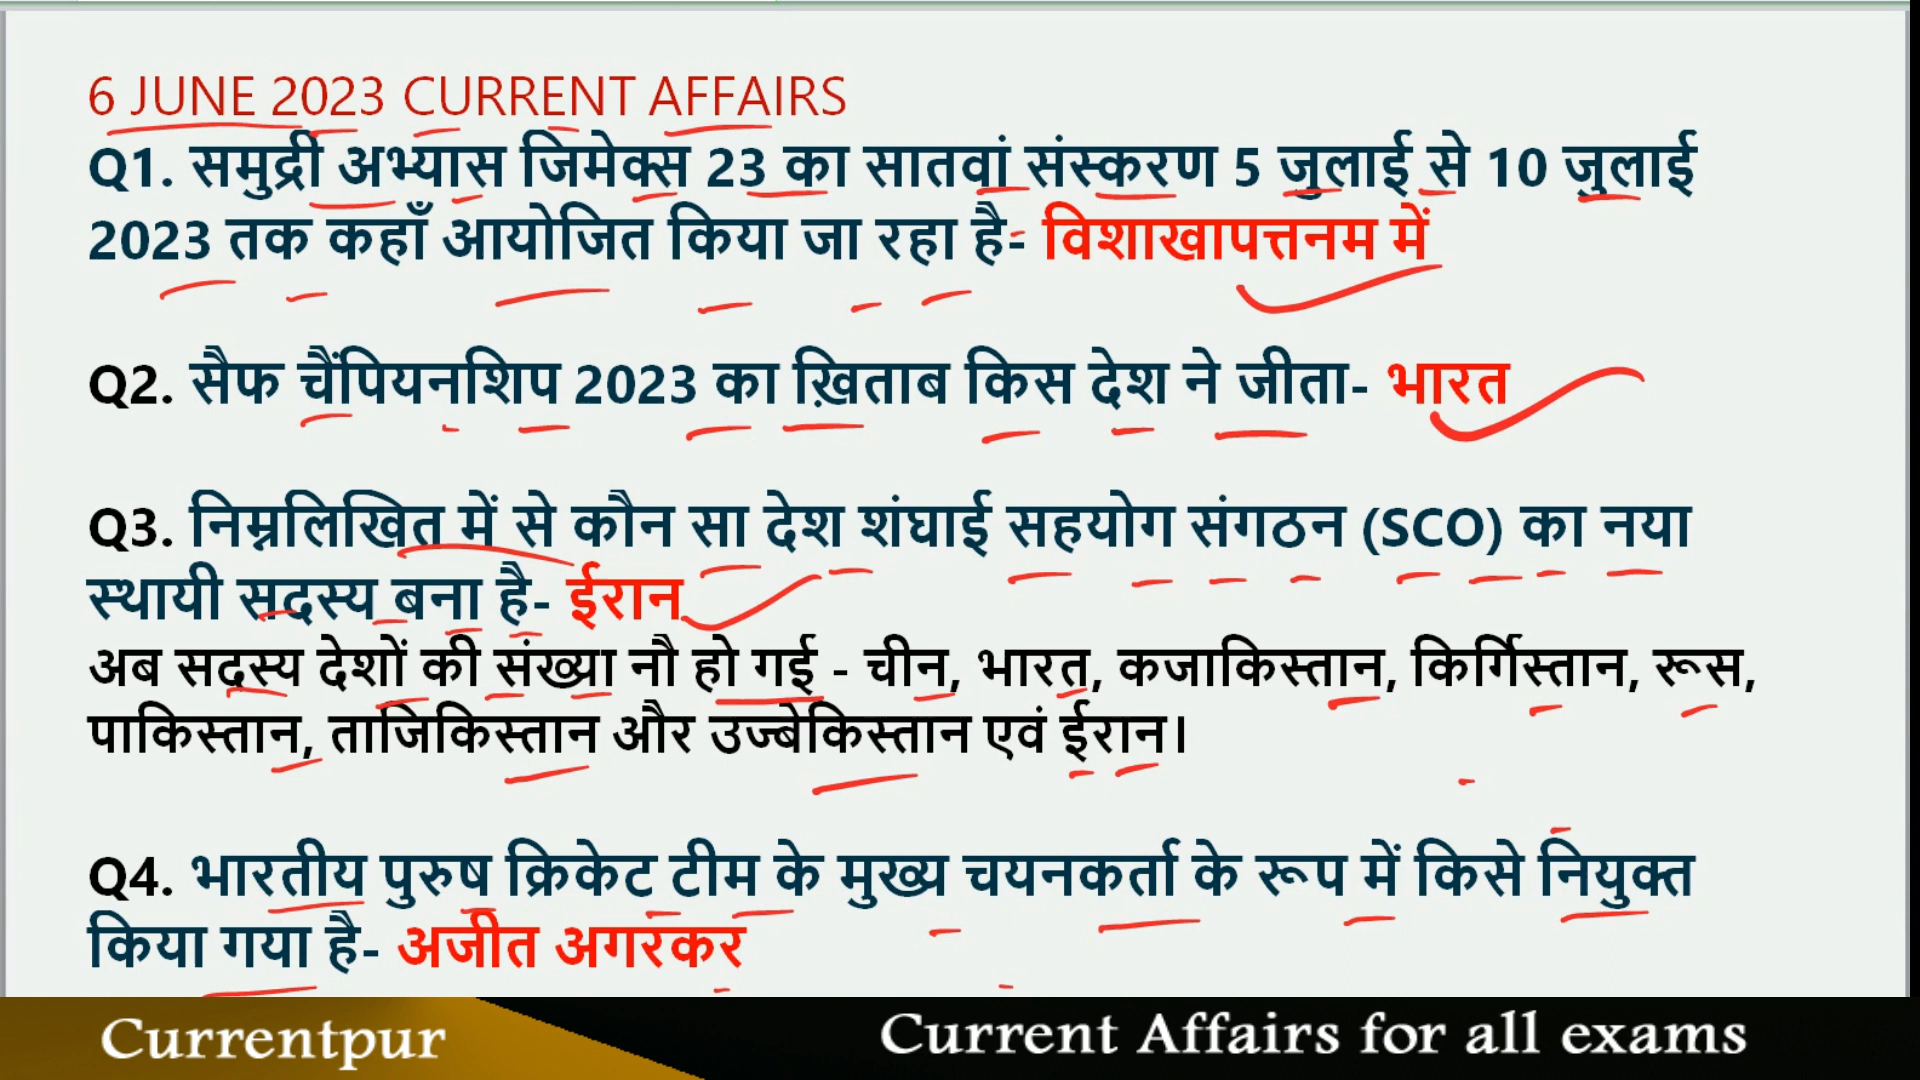 6 JUNE 2023 CURRENT AFFAIRS
Q1. समुद्री अभ्यास जिमेक्स 23 का सातवां संस्करण 5 जुलाई से 10 जुलाई
2023 तक कहाँ आयोजित किया जा रहा है- विशाखापत्तनम में
Q2. सैफ चैंपियनशिप 2023 का ख़िताब किस देश ने जीता- भारत
Q3. निम्नलिखित में से कौन सा देश शंघाई सहयोग संगठन (SCO) का नया
स्थायी सदस्य बना है- ईरान
अब सदस्य देशों की संख्या नौ हो गई - चीन, भारत, कजाकिस्तान, किर्गिस्तान, रूस,
पाकिस्तान, ताजिकिस्तान और उज्बेकिस्तान एवं ईरान।
Q4. भारतीय पुरुष क्रिकेट टीम के मुख्य चयनकर्ता के रूप में किसे नियुक्त
किया गया है- अजीत अगरकर
Currentpur
Current Affairs for all exams